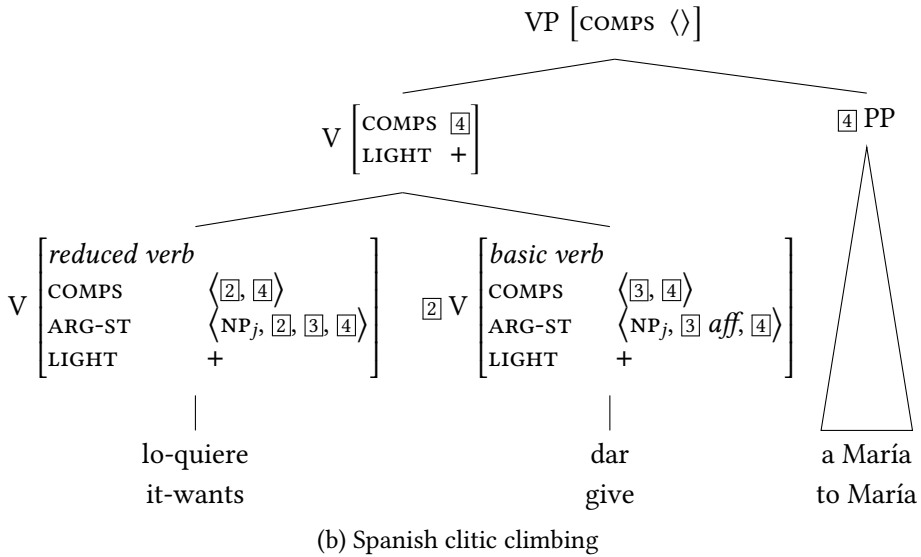 VP [COMPS ⟨⟩]
V [COMPS 4
LIGHT +]
4 PP
V [reduced verb
COMPS ⟨2, 4⟩
ARG-ST ⟨NPj, 2, 3, 4⟩
LIGHT +]
2 V [basic verb
COMPS ⟨3, 4⟩
ARG-ST ⟨NPj, 3 aff, 4⟩
LIGHT +]
lo-quiere dar a María
it-wants give to María
(b) Spanish clitic climbing